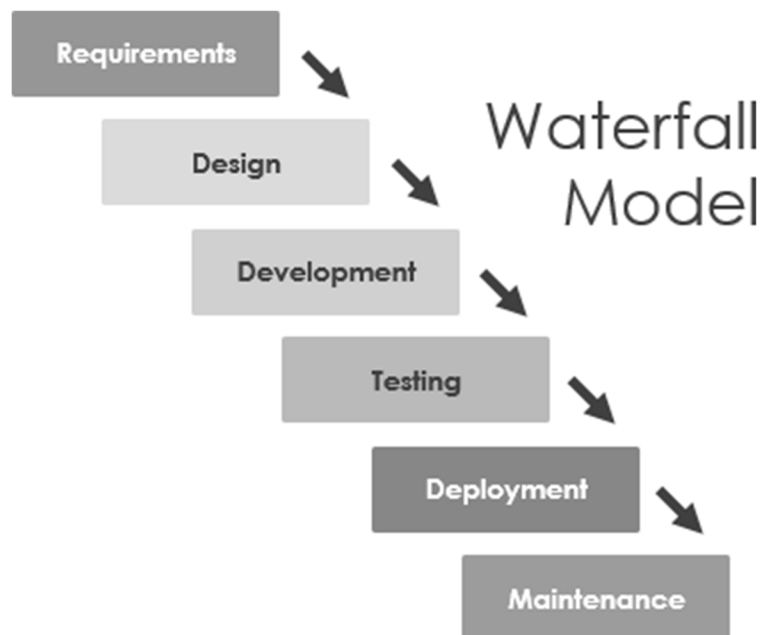 Requirements
Waterfall
Model
Design
Development
Testing
Deployment
Maintenance